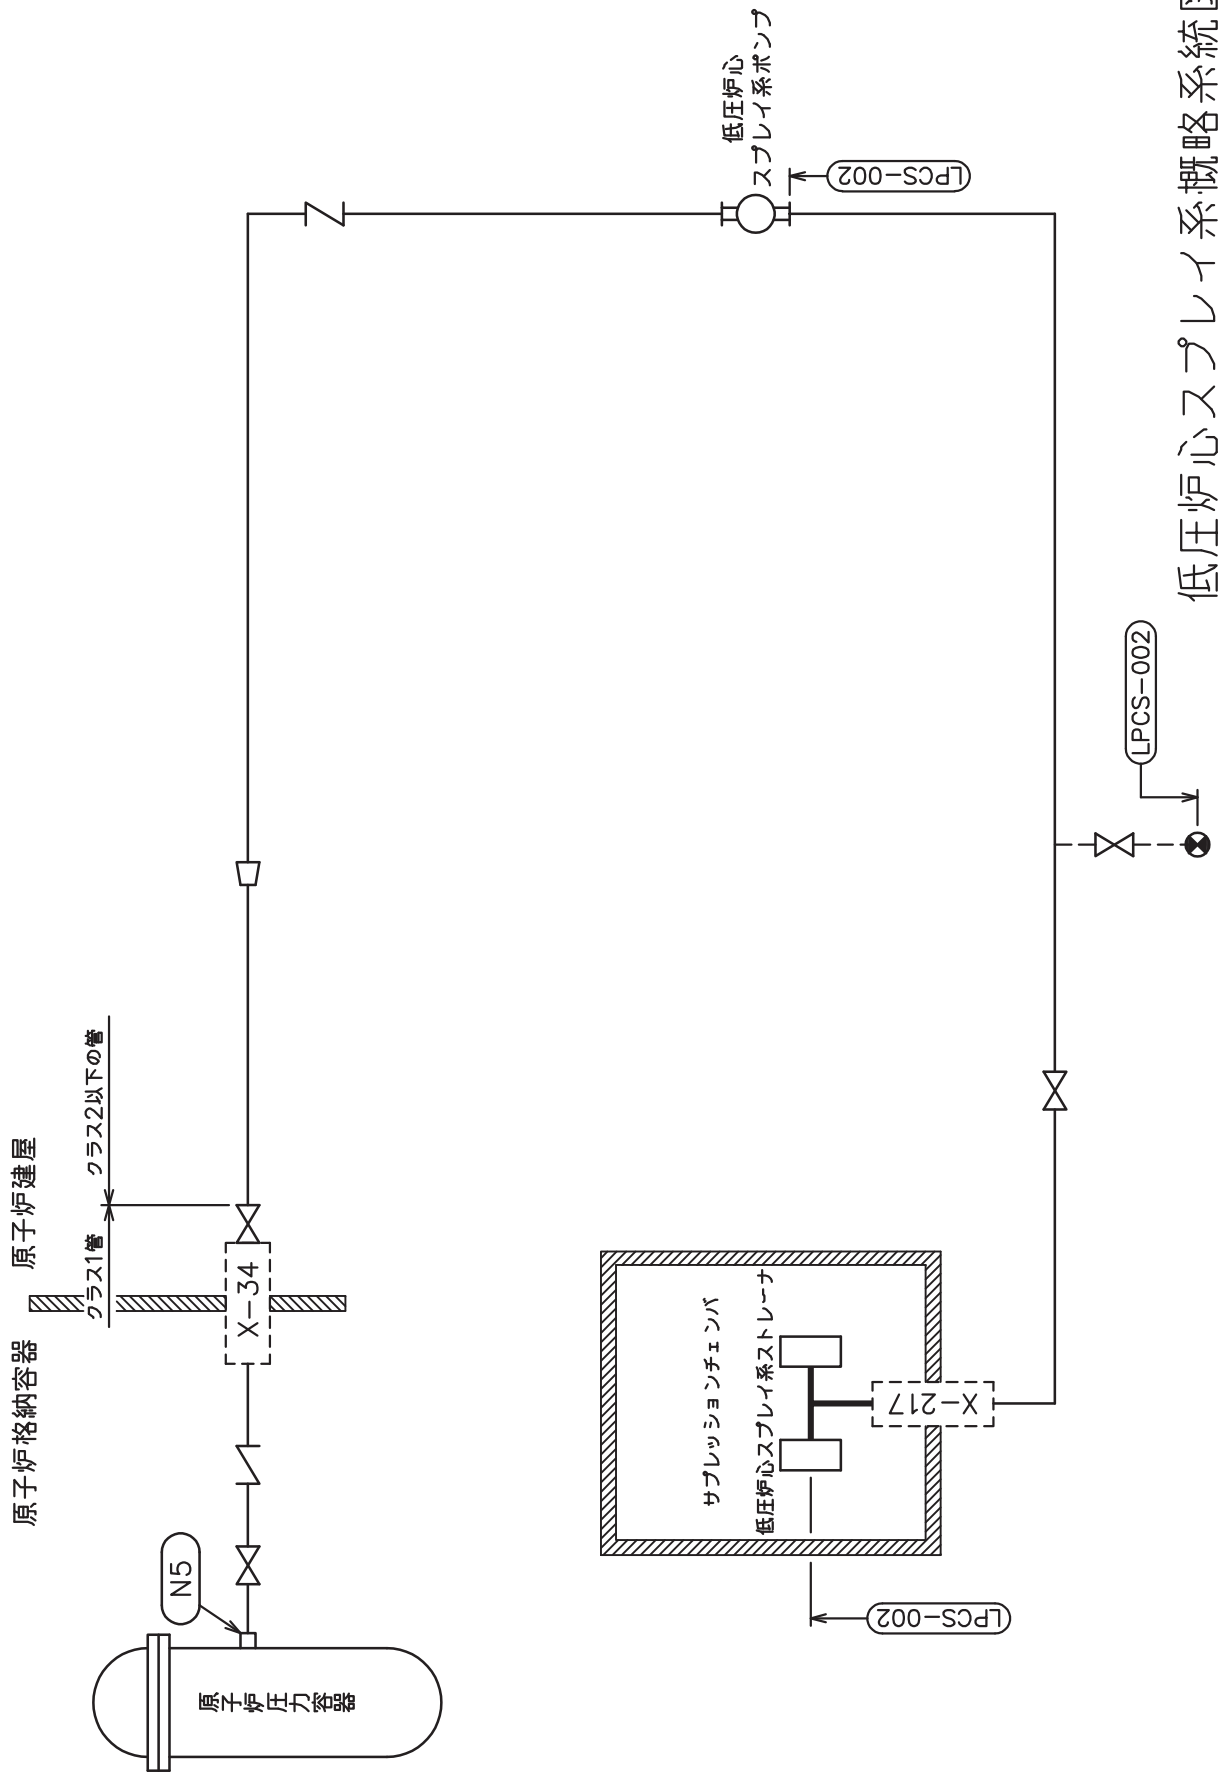 原子炉格納容器
原子炉建屋
クラス1管
クラス2以下の管
N5
X-34
原子炉圧力容器
低圧炉心
スプレイ系ポンプ
LPCS-002
サプレッションチェンバ
低圧炉心スプレイ系ストレーナ
X-217
LPCS-002
LPCS-002
低圧炉心スプレイ系概略系統